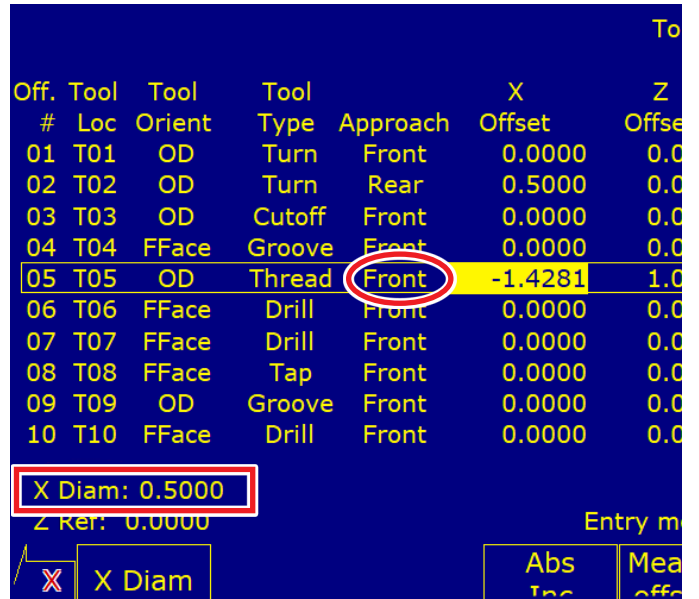 To
Off. Tool Tool Tool X Z
# Loc Orient Type Approach Offset Offse
01 T01 OD Turn Front 0.0000 0.0
02 T02 OD Turn Rear 0.5000 0.0
03 T03 OD Cutoff Front 0.0000 0.0
04 T04 FFace Groove Front 0.0000 0.0
05 T05 OD Thread Front -1.4281 1.0
06 T06 FFace Drill Front 0.0000 0.0
07 T07 FFace Drill Front 0.0000 0.0
08 T08 FFace Tap Front 0.0000 0.0
09 T09 OD Groove Front 0.0000 0.0
10 T10 FFace Drill Front 0.0000 0.0
X Diam: 0.5000
Z Ref: 0.0000 Entry m
X X Diam Abs Mea
Inc offs